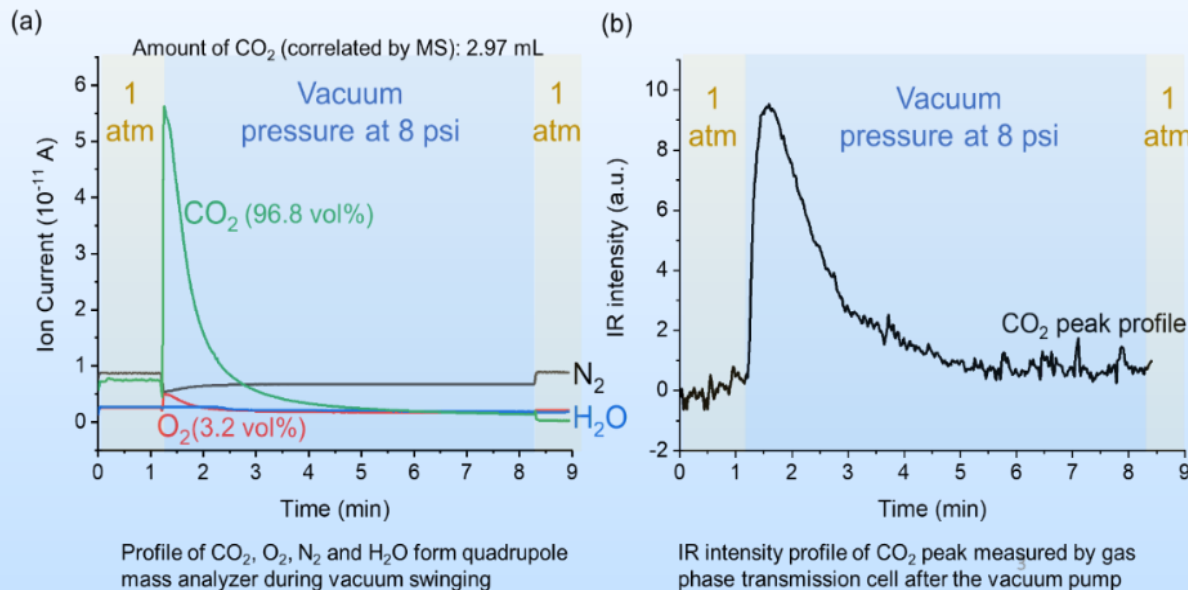 (a)
Amount of CO₂ (correlated by MS): 2.97 mL
1 atm
Vacuum
pressure at 8 psi
1
atm
CO₂ (96.8 vol%)
N₂
H₂O
O₂(3.2 vol%)
Ion Current (10⁻¹¹ A)
6
5
4
3
2
1
0
0 1 2 3 4 5 6 7 8 9
Time (min)
Profile of CO₂, O₂, N₂ and H₂O form quadrupole
mass analyzer during vacuum swinging
(b)
1
atm
Vacuum
pressure at 8 psi
1
atm
CO₂ peak profile
IR intensity (a.u.)
10
8
6
4
2
0
-2
0 1 2 3 4 5 6 7 8 9
Time (min)
IR intensity profile of CO₂ peak measured by gas
phase transmission cell after the vacuum pump
3